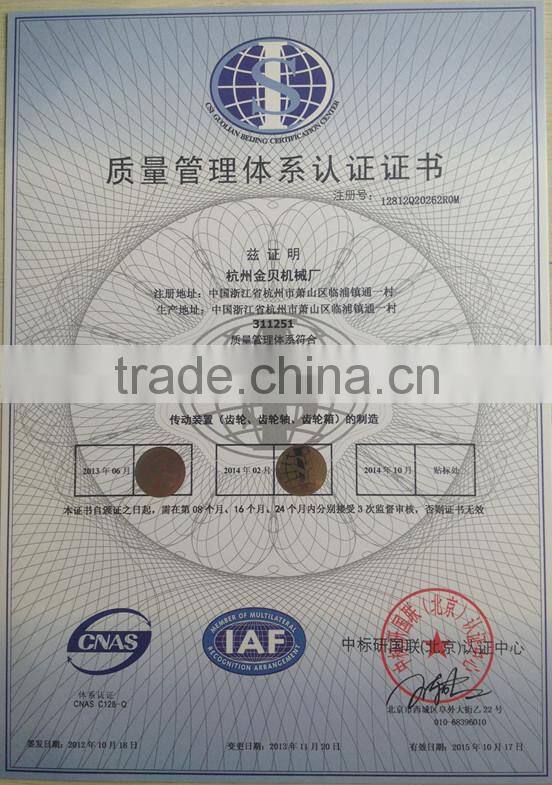 CSI GUOLIAN BEIJING CERTIFICATION CENTER
质量管理体系认证证书
注册号: 12812Q20262R0M
兹证明
杭州金贝机械厂
注册地址: 中国浙江省杭州市萧山区临浦镇通一村
生产地址: 中国浙江省杭州市萧山区临浦镇通一村
311251
质量管理体系符合
trade.china.cn
传动装置(齿轮、齿轮轴、齿轮箱)的制造
2013年06月 2014年02月 2014年10月 贴标处
本证书自颁证之日起, 需在第08个月、16个月、24个月内分别接受3次监督审核, 否则证书无效
CNAS
体系认证
CNAS C128-Q
MEMBER OF MULTILATERAL
IAF
RECOGNITION ARRANGEMENT
中标研国联(北京)认证中心
中标研国联(北京)认证中心
北京市西城区阜外大街乙22号
010-68396010
签发日期: 2012年10月18日 变更日期: 2013年11月20日 有效日期: 2015年10月17日